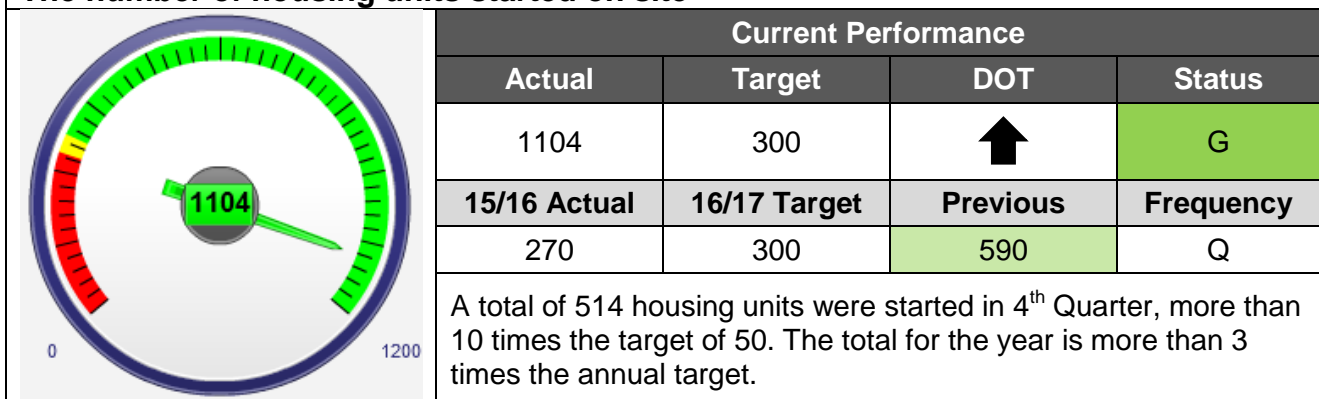 The number of housing units started on site
Current Performance
Actual Target DOT Status
1104 300 G
15/16 Actual 16/17 Target Previous Frequency
270 300 590 Q
A total of 514 housing units were started in 4th Quarter, more than
10 times the target of 50. The total for the year is more than 3
times the annual target.
1104
0 1200